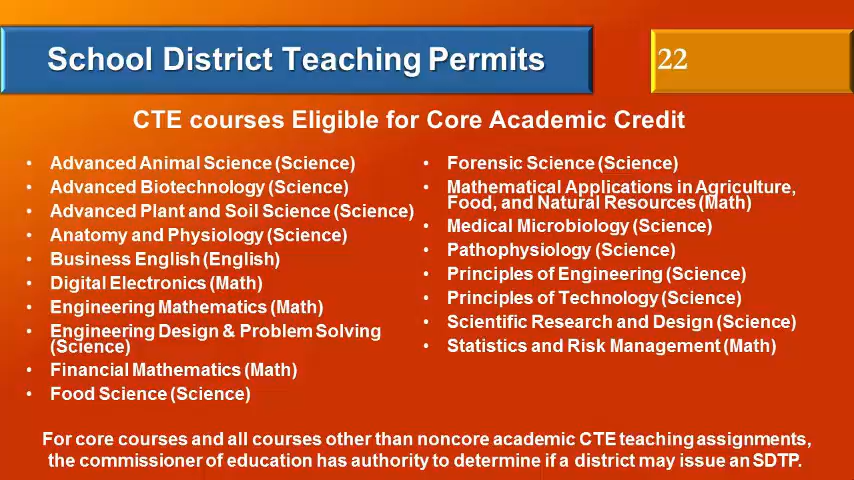 School District Teaching Permits
22
CTE courses Eligible for Core Academic Credit
• Advanced Animal Science (Science)
• Advanced Biotechnology (Science)
• Advanced Plant and Soil Science (Science)
• Anatomy and Physiology (Science)
• Business English (English)
• Digital Electronics (Math)
• Engineering Mathematics (Math)
• Engineering Design & Problem Solving
(Science)
• Financial Mathematics (Math)
• Food Science (Science)
• Forensic Science (Science)
• Mathematical Applications in Agriculture,
Food, and Natural Resources (Math)
• Medical Microbiology (Science)
• Pathophysiology (Science)
• Principles of Engineering (Science)
• Principles of Technology (Science)
• Scientific Research and Design (Science)
• Statistics and Risk Management (Math)
For core courses and all courses other than noncore academic CTE teaching assignments,
the commissioner of education has authority to determine if a district may issue an SDTP.